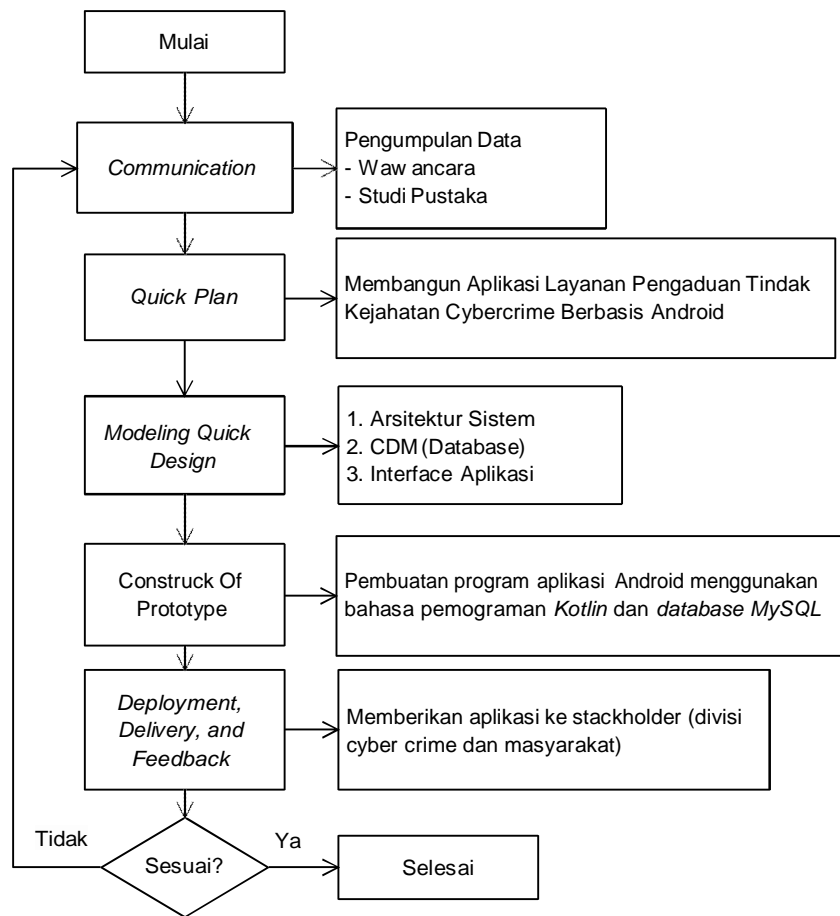 Mulai
Communication
Pengumpulan Data
- Wawancara
- Studi Pustaka
Quick Plan
Membangun Aplikasi Layanan Pengaduan Tindak
Kejahatan Cybercrime Berbasis Android
Modeling Quick
Design
1. Arsitektur Sistem
2. CDM (Database)
3. Interface Aplikasi
Construck Of
Prototype
Pembuatan program aplikasi Android menggunakan
bahasa pemograman Kotlin dan database MySQL
Deployment,
Delivery, and
Feedback
Memberikan aplikasi ke stackholder (divisi
cyber crime dan masyarakat)
Tidak
Sesuai?
Ya
Selesai